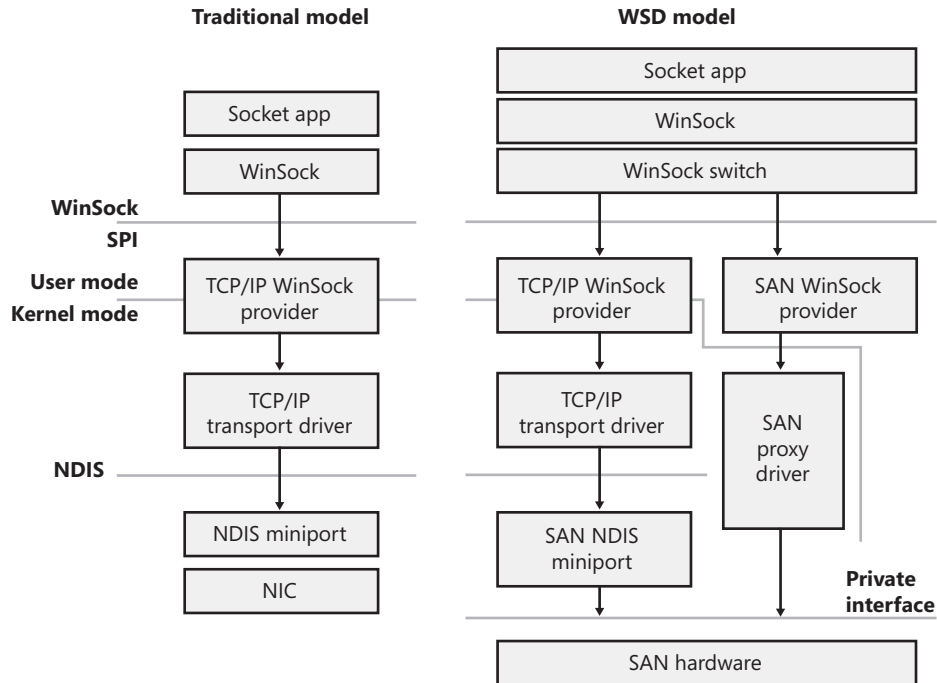 Traditional model
WSD model
Socket app
WinSock
Socket app
WinSock
WinSock switch
WinSock
SPI
User mode
Kernel mode
TCP/IP WinSock
provider
TCP/IP WinSock
provider
SAN WinSock
provider
TCP/IP
transport driver
TCP/IP
transport driver
SAN
proxy
driver
NDIS
NDIS miniport
NIC
SAN NDIS
miniport
Private
interface
SAN hardware